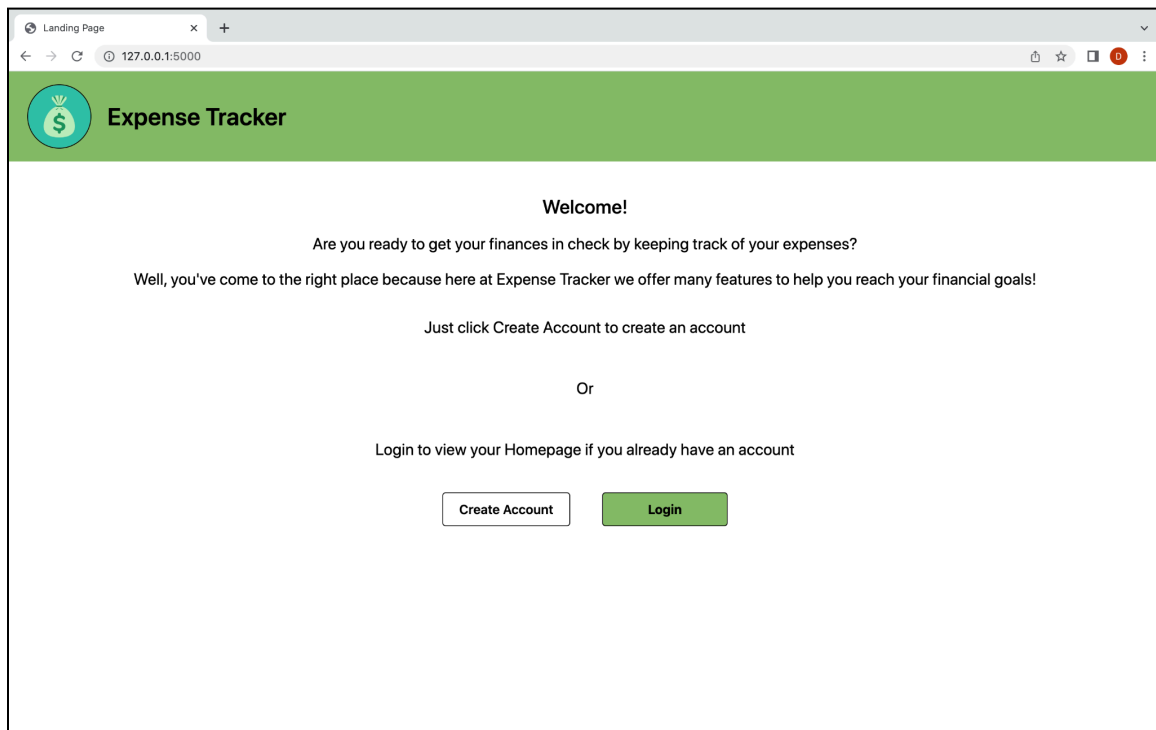 Landing Page
127.0.0.1:5000
D
$
Expense Tracker
Welcome!
Are you ready to get your finances in check by keeping track of your expenses?
Well, you've come to the right place because here at Expense Tracker we offer many features to help you reach your financial goals!
Just click Create Account to create an account
Or
Login to view your Homepage if you already have an account
Create Account Login